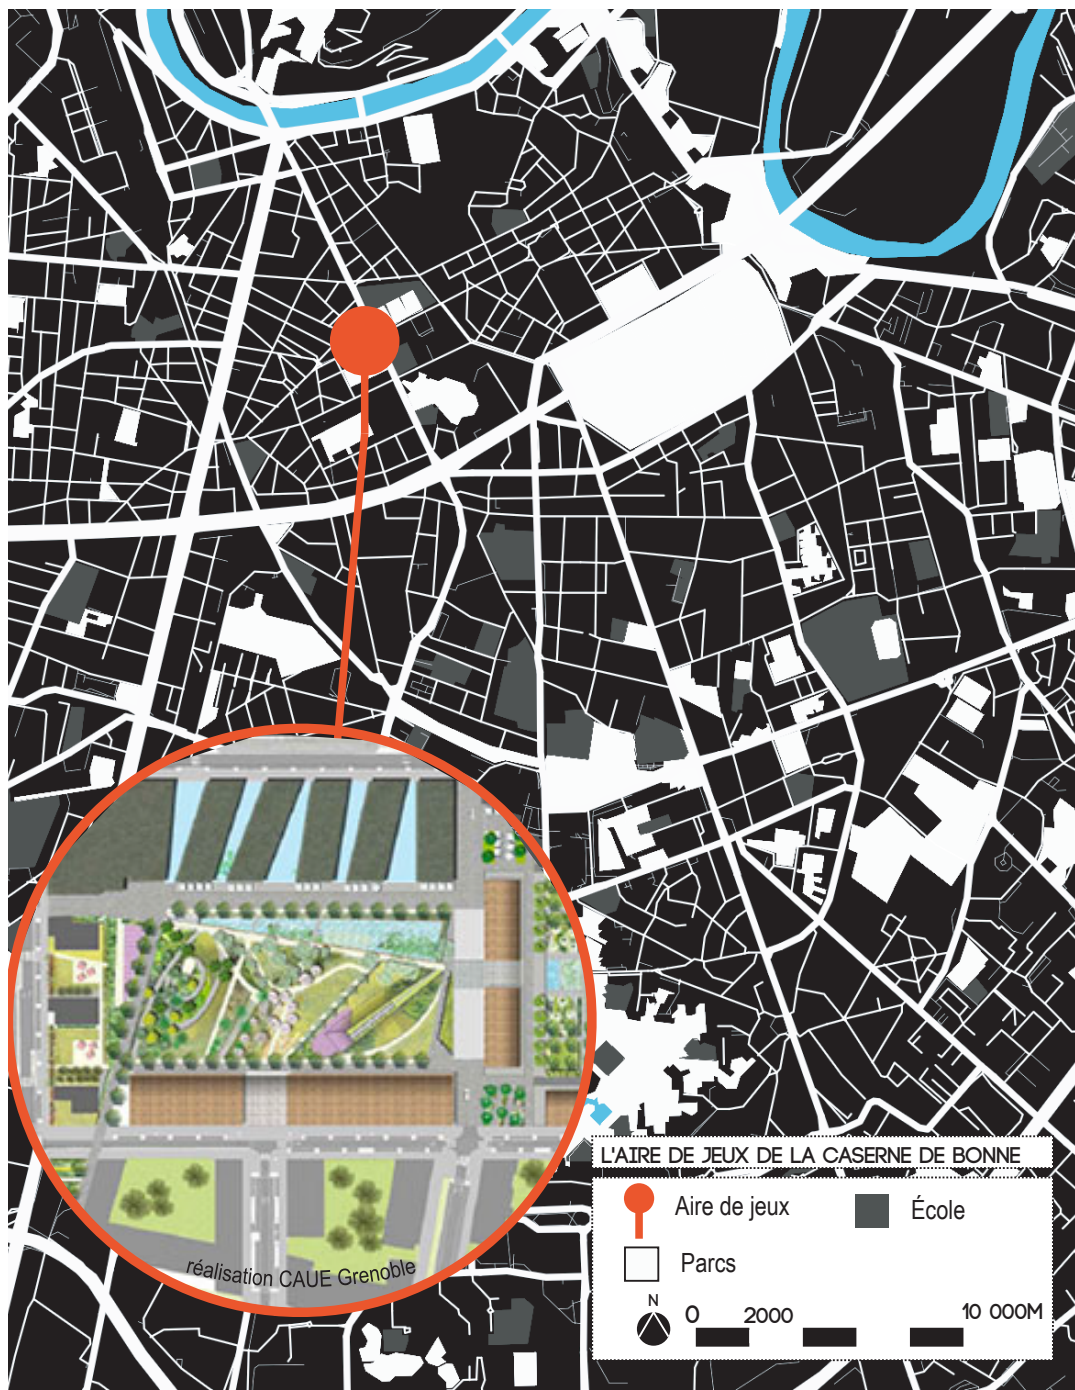 réalisation CAUE Grenoble
L'AIRE DE JEUX DE LA CASERNE DE BONNE
Aire de jeux
École
Parcs
N
0 2000 10 000M